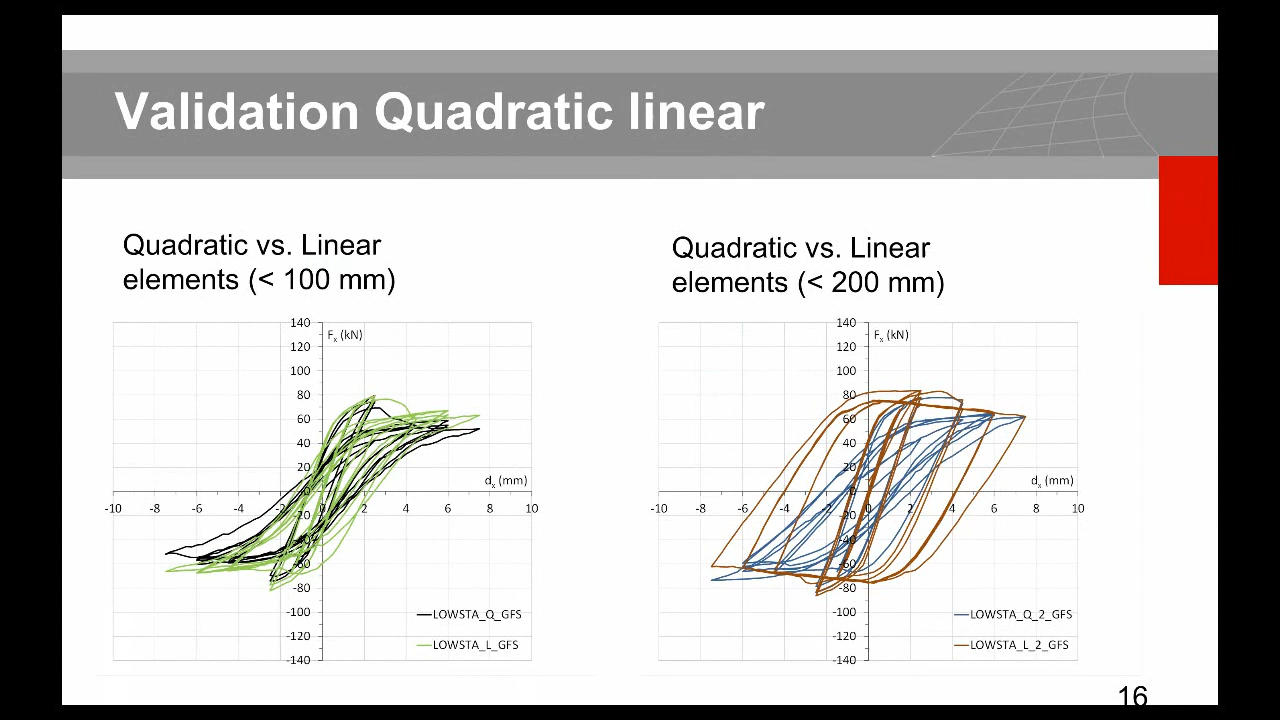 Validation Quadratic linear
Quadratic vs. Linear
elements (< 100 mm)
Quadratic vs. Linear
elements (< 200 mm)
140
Fx (kN)
120
100
80
60
40
20
dx (mm)
0
-10 -8 -6 -4 -2 0 2 4 6 8 10
-20
-40
-60
-80
-100
LOWSTA_Q_GFS
-120
LOWSTA_L_GFS
-140
140
Fx (kN)
120
100
80
60
40
20
dx (mm)
0
-10 -8 -6 -4 -2 0 2 4 6 8 10
-20
-40
-60
-80
-100
LOWSTA_Q_2_GFS
-120
LOWSTA_L_2_GFS
-140
16